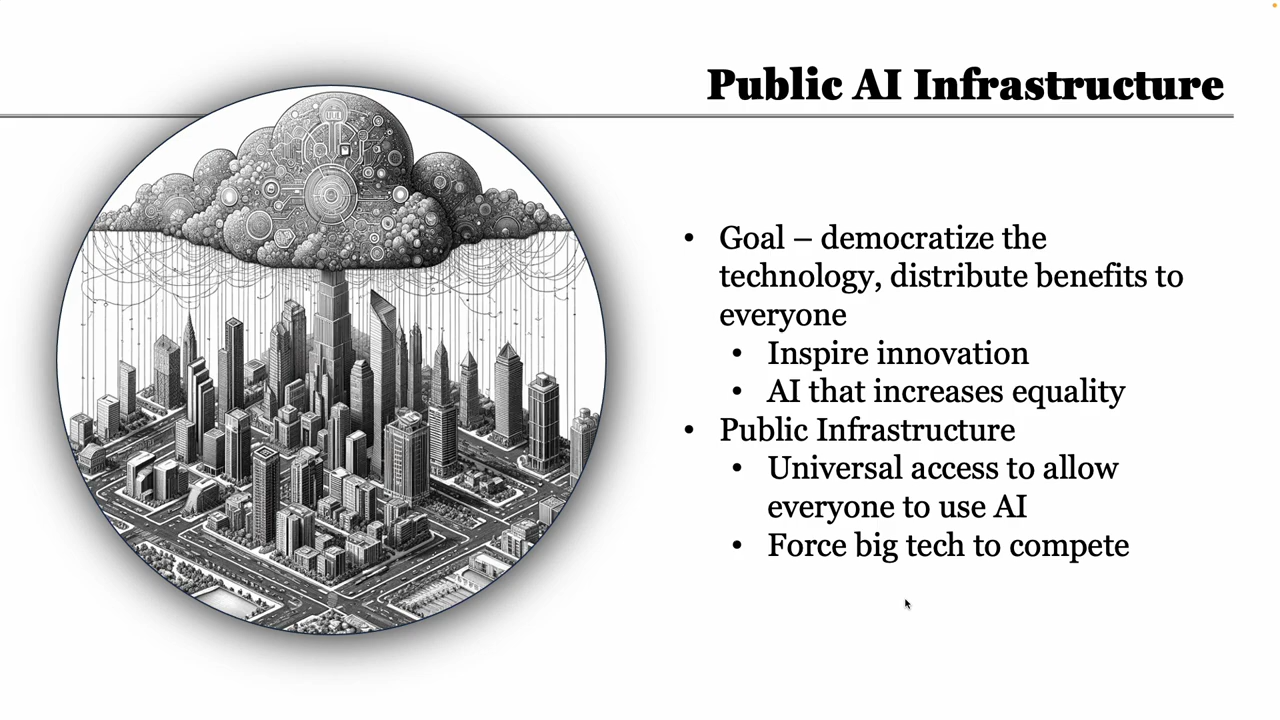 Public AI Infrastructure
• Goal – democratize the
technology, distribute benefits to
everyone
• Inspire innovation
• AI that increases equality
• Public Infrastructure
• Universal access to allow
everyone to use AI
• Force big tech to compete